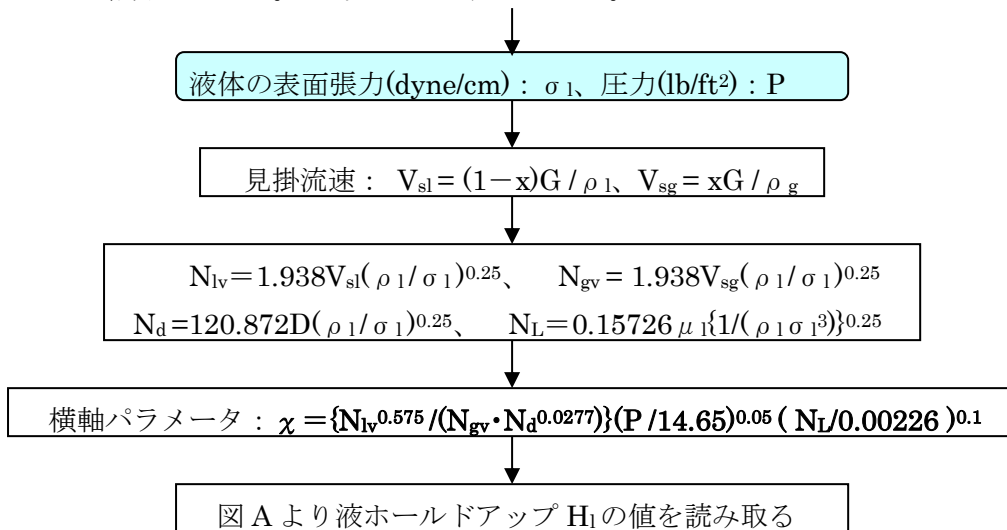 液体の表面張力(dyne/cm)：σl、圧力(lb/ft²)：P
見掛流速： Vsl＝(1－x)G / ρl、Vsg＝xG / ρg
Nlv＝1.938Vsl(ρl/σl)^0.25、 Ngv＝1.938Vsg(ρl/σl)^0.25
Nd＝120.872D(ρl/σl)^0.25、 NL＝0.15726μl{1/(ρlσl³)}^0.25
横軸パラメータ：χ＝{Nlv^0.575/(Ngv･Nd^0.0277)}(P/14.65)^0.05(NL/0.00226)^0.1
図Aより液ホールドアップHlの値を読み取る